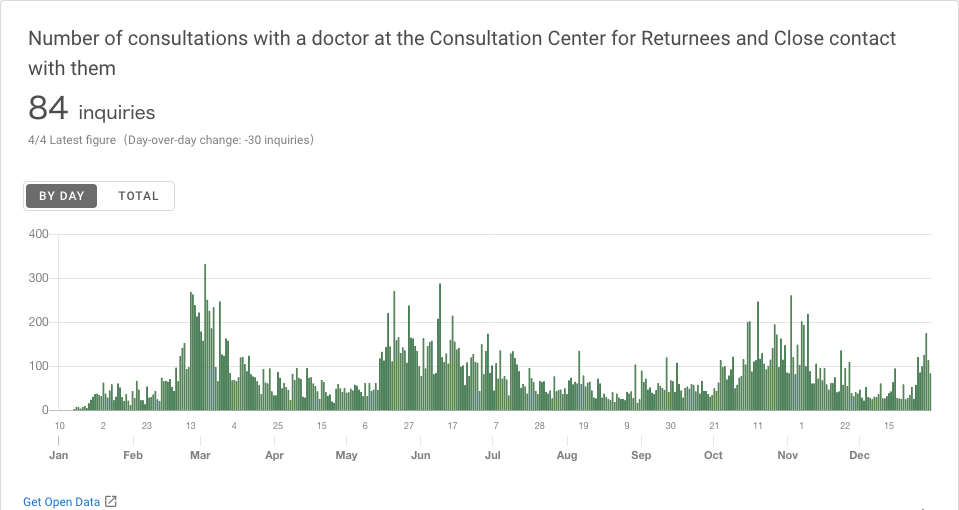 Number of consultations with a doctor at the Consultation Center for Returnees and Close contact
with them
84 inquiries
4/4 Latest figure (Day-over-day change: -30 inquiries)
BY DAY TOTAL
400
300
200
100
0
10 2 23 13 4 25 15 6 27 17 7 28 19 9 30 21 11 1 22 15
Jan Feb Mar Apr May Jun Jul Aug Sep Oct Nov Dec
Get Open Data